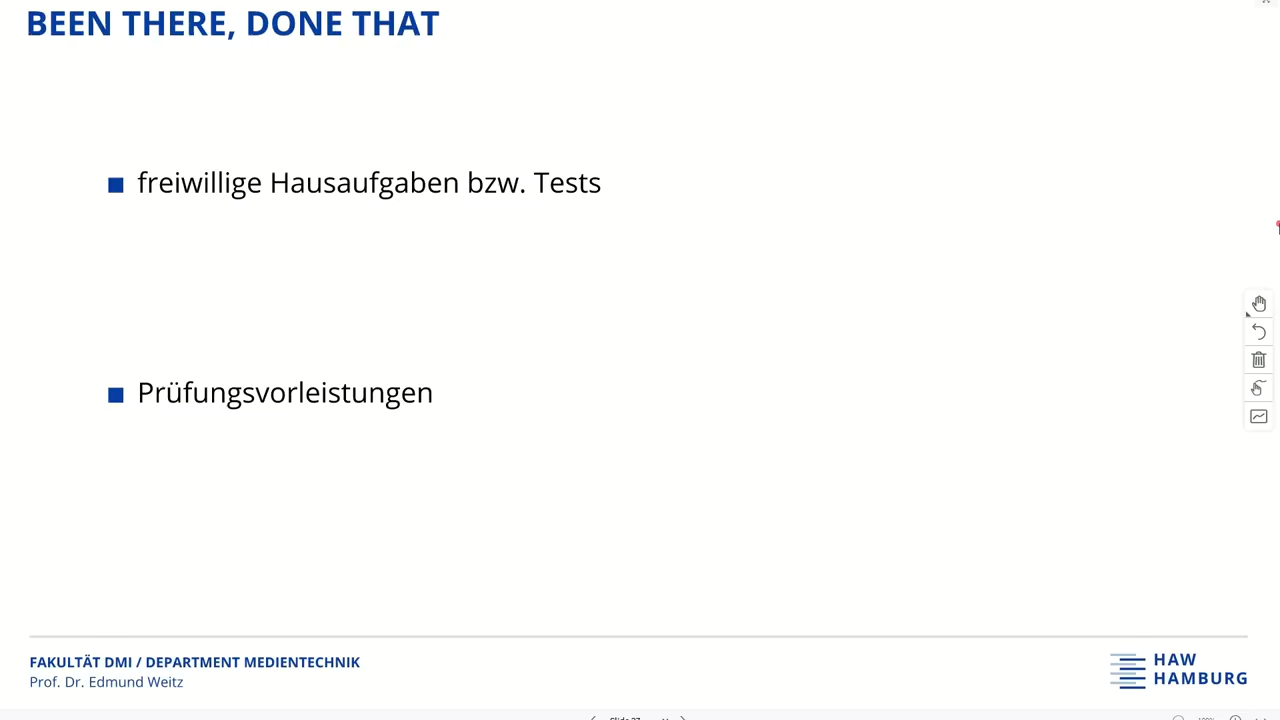 BEEN THERE, DONE THAT
freiwillige Hausaufgaben bzw. Tests
Prüfungsvorleistungen
FAKULTÄT DMI / DEPARTMENT MEDIENTECHNIK
Prof. Dr. Edmund Weitz
HAW
HAMBURG